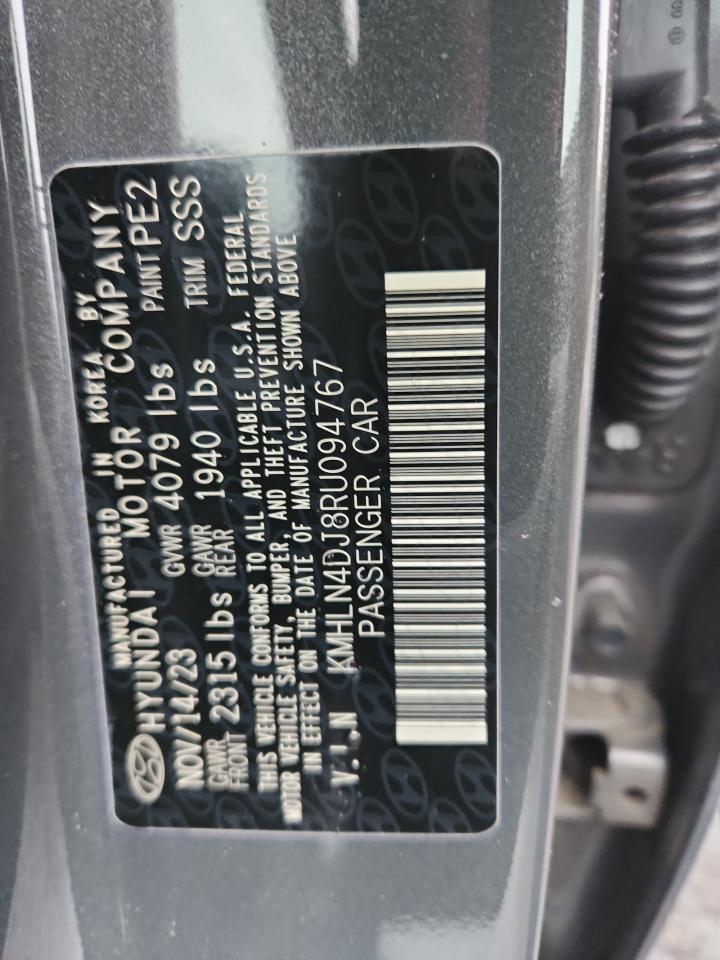 MANUFACTURED IN KOREA BY
HYUNDAI MOTOR COMPANY
NOV/14/23 GVWR 4079 lbs PAINT PE2
GAWR FRONT 2315 lbs GAWR REAR 1940 lbs TRIM SSS
THIS VEHICLE CONFORMS TO ALL APPLICABLE U.S.A. FEDERAL
MOTOR VEHICLE SAFETY, BUMPER, AND THEFT PREVENTION STANDARDS
IN EFFECT ON THE DATE OF MANUFACTURE SHOWN ABOVE
V.I.N KMHLN4DJ8RU094767
PASSENGER CAR